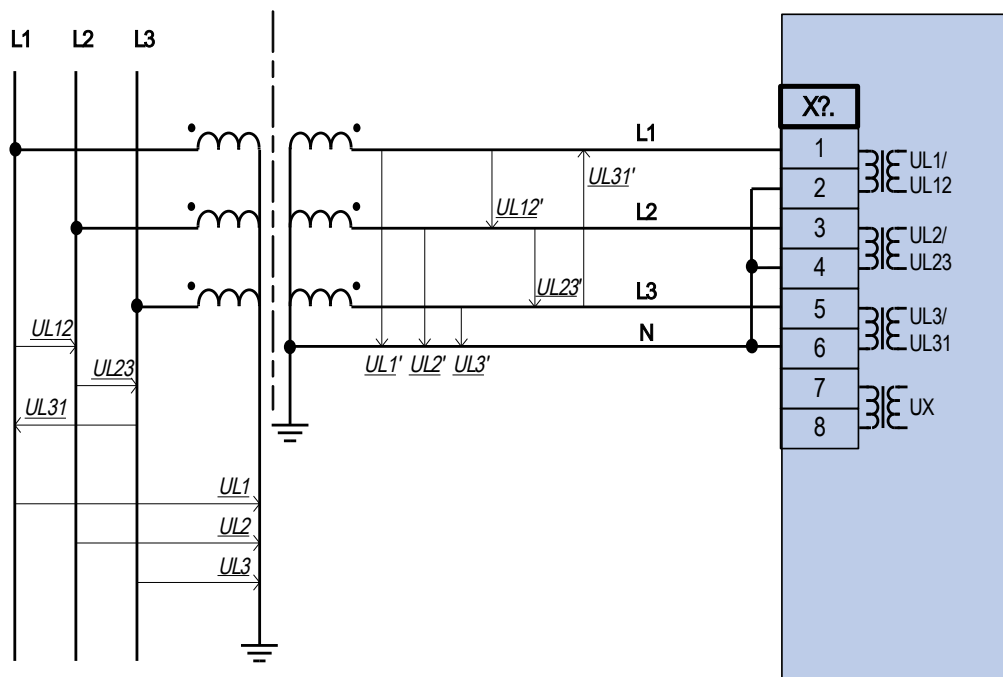 L1 L2 L3
X?.
L1
1
UL1/
UL31'
2
UL12
UL12'
L2
3
UL2/
4
UL23
UL23'
L3
5
UL3/
UL12
N
6
UL31
UL23
UL1' UL2' UL3'
7
UL31
UX
8
UL1
UL2
UL3